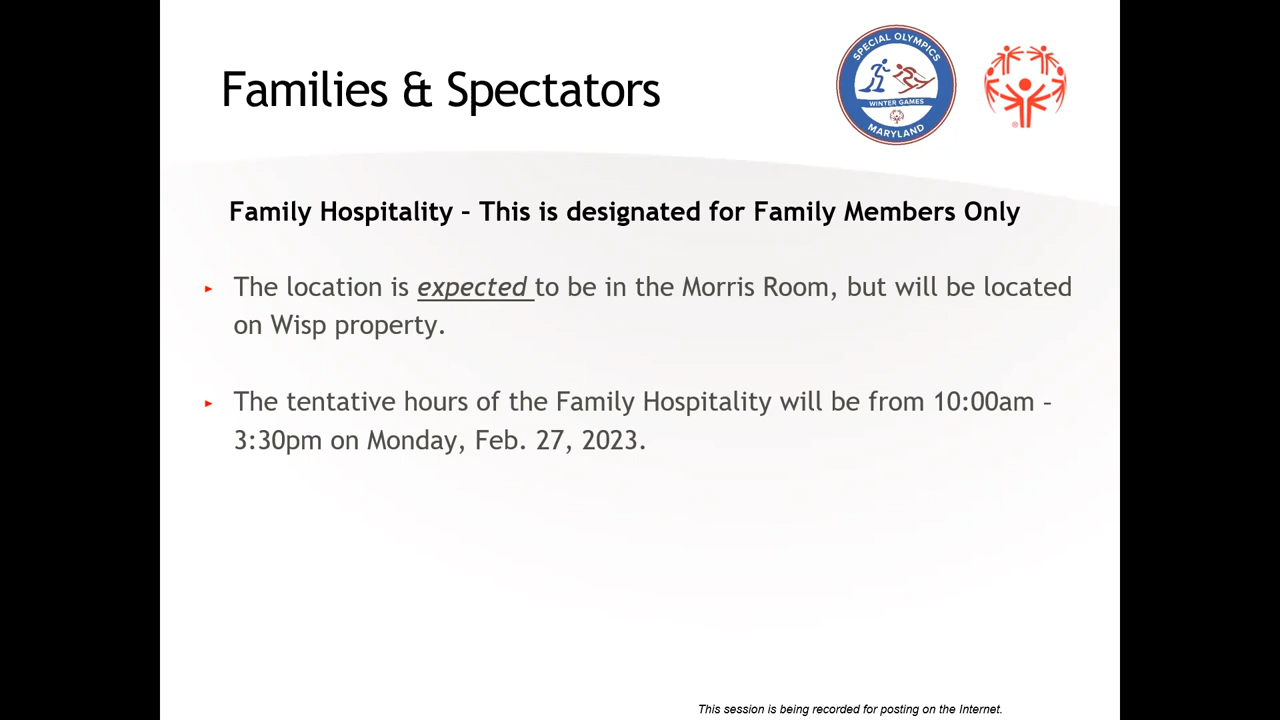 Families & Spectators
SPECIAL OLYMPICS
WINTER GAMES
MARYLAND
®
Family Hospitality – This is designated for Family Members Only
▸ The location is expected to be in the Morris Room, but will be located
on Wisp property.
▸ The tentative hours of the Family Hospitality will be from 10:00am –
3:30pm on Monday, Feb. 27, 2023.
This session is being recorded for posting on the Internet.